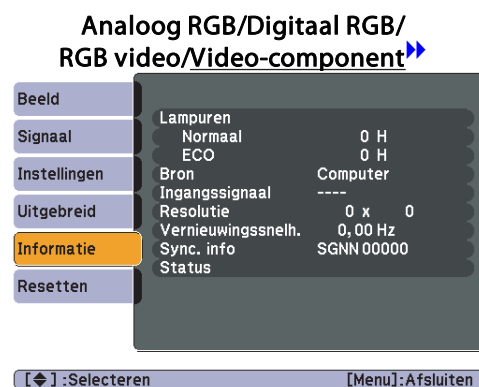 Analoog RGB/Digitaal RGB/
RGB video/Video-component
Beeld
Signaal
Instellingen
Uitgebreid
Informatie
Resetten
Lampuren
Normaal 0 H
ECO 0 H
Bron Computer
Ingangssignaal ----
Resolutie 0 x 0
Vernieuwingssnelh. 0,00 Hz
Sync. info SGNN 00000
Status
[◆] :Selecteren [Menu]:Afsluiten